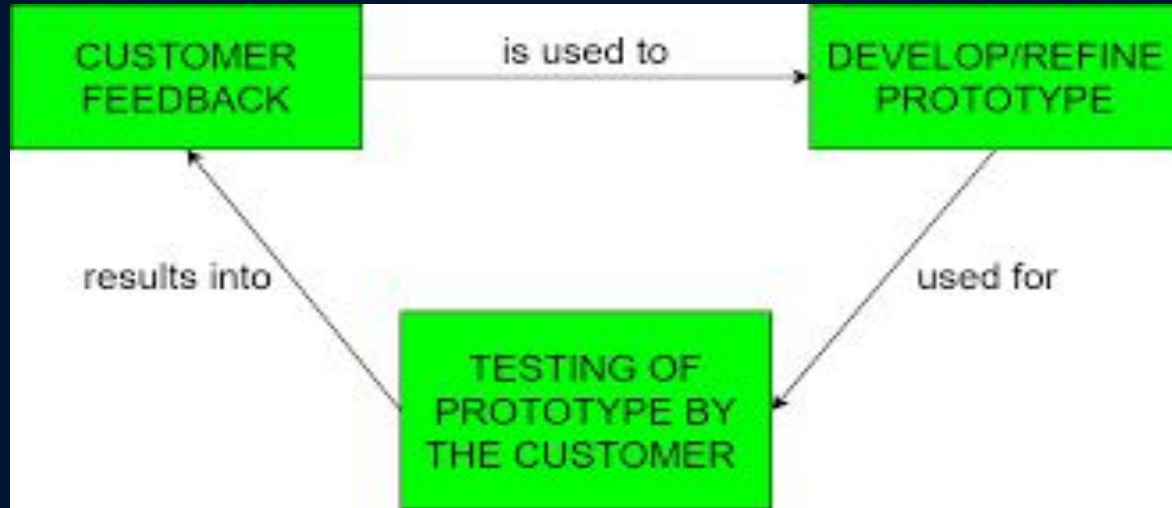 CUSTOMER
FEEDBACK
is used to
DEVELOP/REFINE
PROTOTYPE
results into
used for
TESTING OF
PROTOTYPE BY
THE CUSTOMER